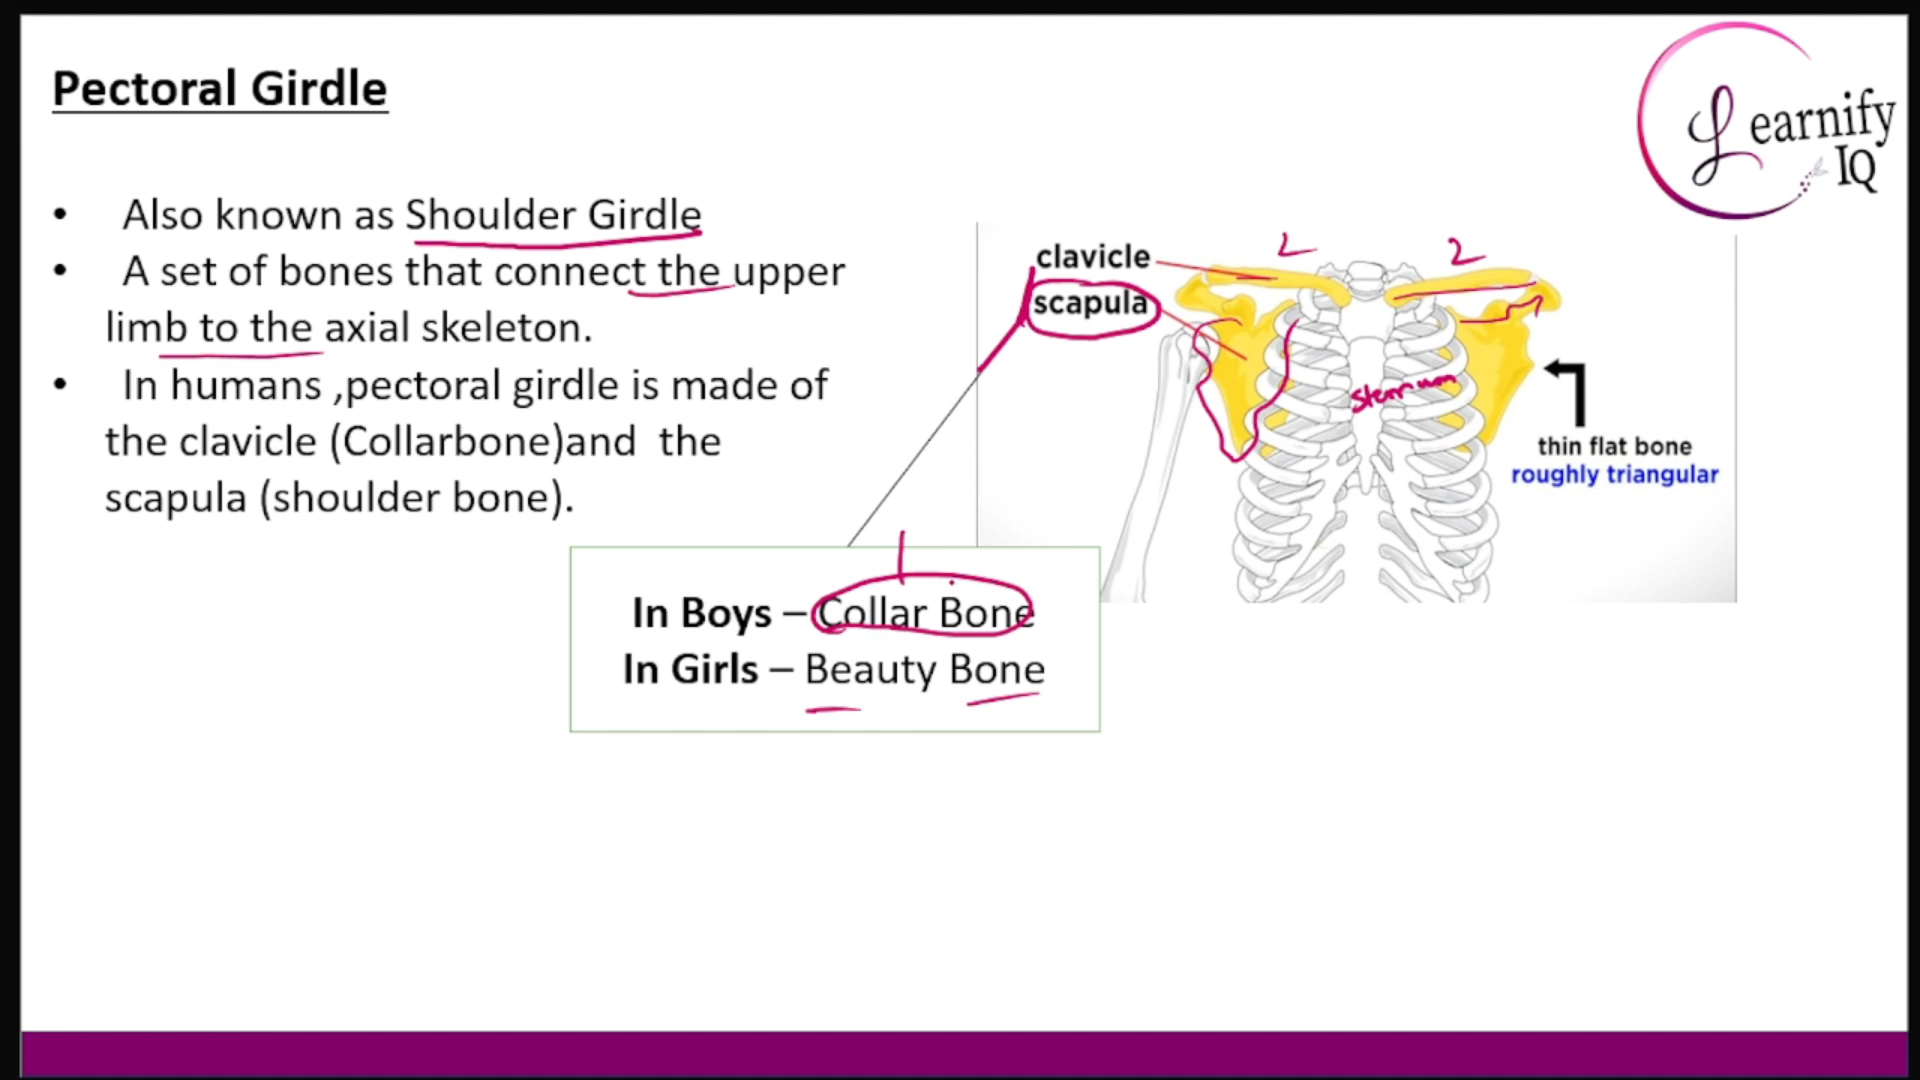 Pectoral Girdle
Learnify
IQ
• Also known as Shoulder Girdle
• A set of bones that connect the upper
limb to the axial skeleton.
• In humans ,pectoral girdle is made of
the clavicle (Collarbone)and the
scapula (shoulder bone).
clavicle
scapula
2 2
sternum
thin flat bone
roughly triangular
In Boys – Collar Bone
In Girls – Beauty Bone